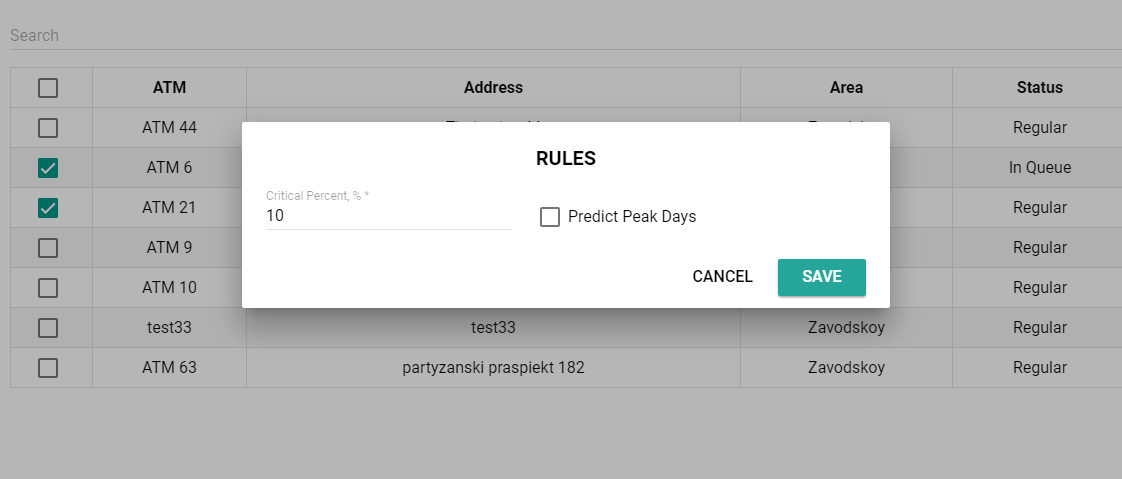 Search
ATM Address Area Status
ATM 44 Regular
ATM 6 In Queue
ATM 21 Regular
ATM 9 Regular
ATM 10 Regular
test33 test33 Zavodskoy Regular
ATM 63 partyzanski praspiekt 182 Zavodskoy Regular
RULES
Critical Percent, % *
10
Predict Peak Days
CANCEL SAVE